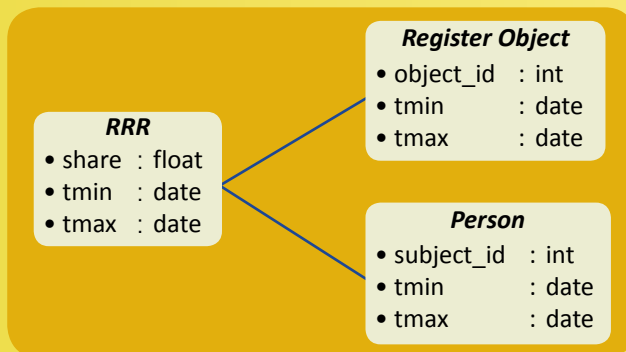 RRR
• share : float
• tmin : date
• tmax : date
Register Object
• object_id : int
• tmin : date
• tmax : date
Person
• subject_id : int
• tmin : date
• tmax : date